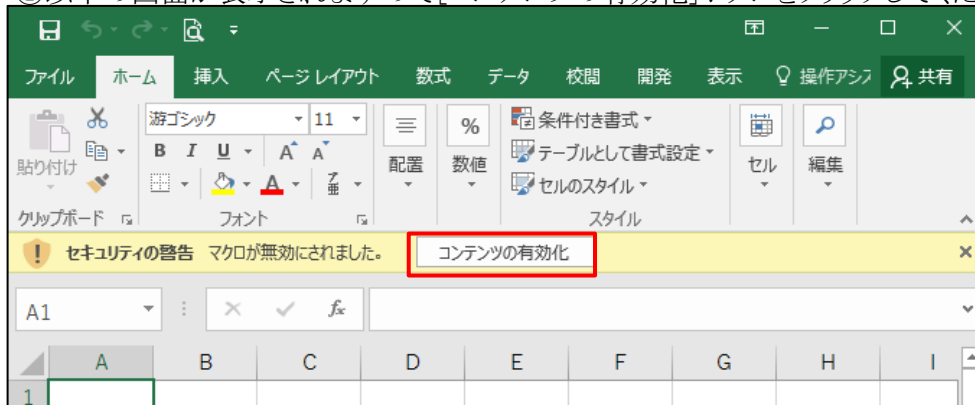 ファイル ホーム 挿入 ページ レイアウト 数式 データ 校閲 開発 表示 操作アシス 共有
游ゴシック 11 % 条件付き書式
貼り付け B I U A A 配置 数値 テーブルとして書式設定 セル 編集
A 亜 セルのスタイル
クリップボード フォント スタイル
セキュリティの警告 マクロが無効にされました。 コンテンツの有効化
A1 fx
A B C D E F G H I
1